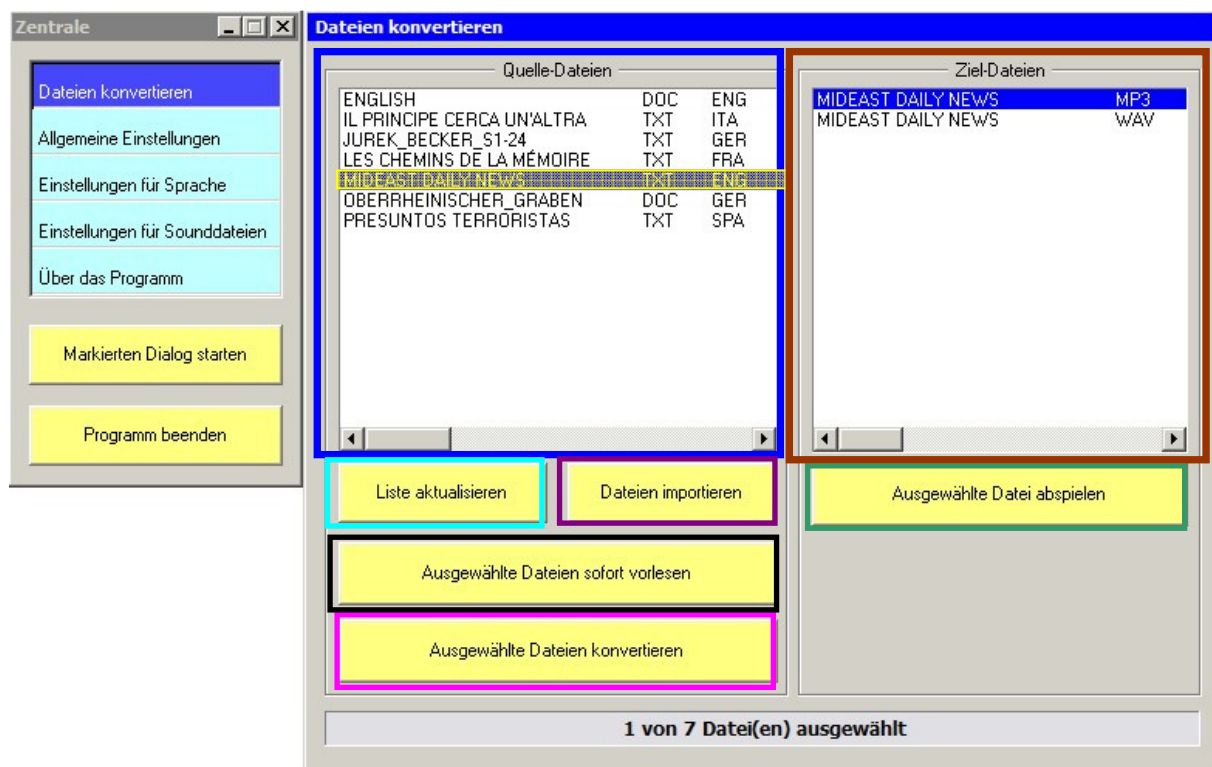 Zentrale
Dateien konvertieren
Allgemeine Einstellungen
Einstellungen für Sprache
Einstellungen für Sounddateien
Über das Programm
Markierten Dialog starten
Programm beenden
Dateien konvertieren
Quelle-Dateien
ENGLISH DOC ENG
IL PRINCIPE CERCA UN'ALTRA TXT ITA
JUREK_BECKER_S1-24 TXT GER
LES CHEMINS DE LA MÉMOIRE TXT FRA
MIDEAST DAILY NEWS TXT ENG
OBERRHEINISCHER_GRABEN DOC GER
PRESUNTOS TERRORISTAS TXT SPA
Liste aktualisieren
Dateien importieren
Ausgewählte Dateien sofort vorlesen
Ausgewählte Dateien konvertieren
Ziel-Dateien
MIDEAST DAILY NEWS MP3
MIDEAST DAILY NEWS WAV
Ausgewählte Datei abspielen
1 von 7 Datei(en) ausgewählt